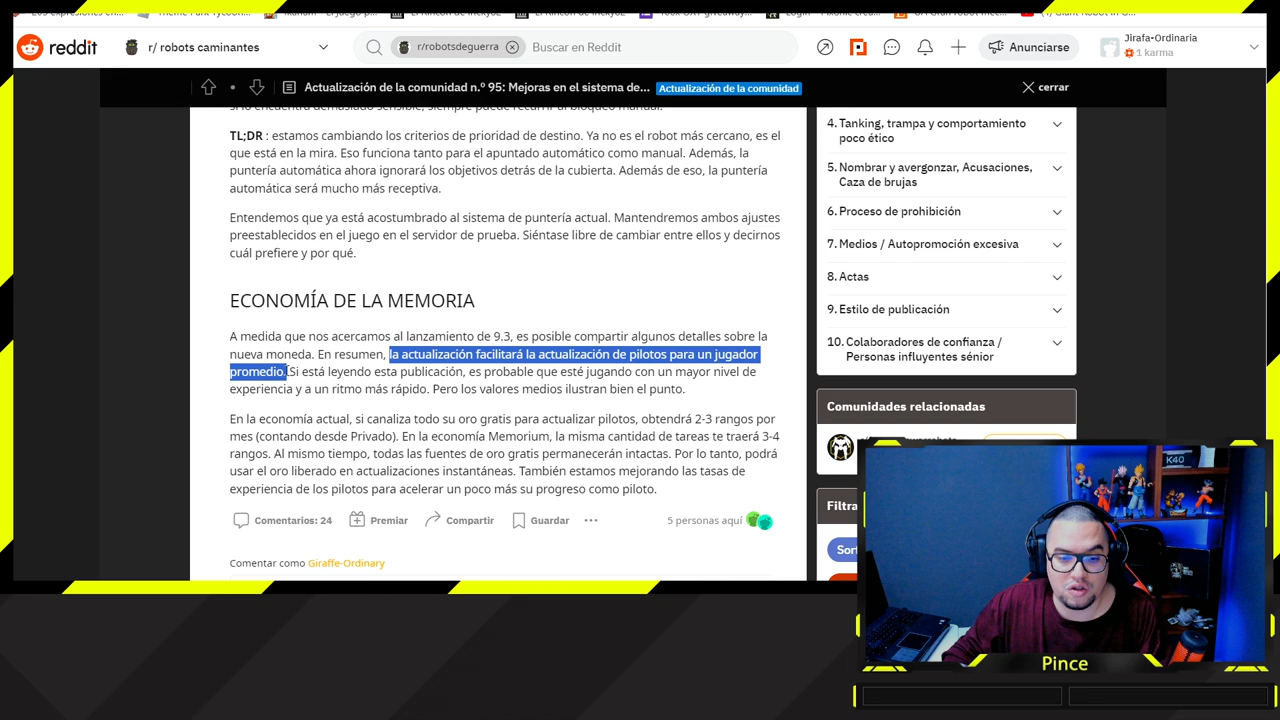 reddit
r/ robots caminantes
r/robotsdeguerra
Buscar en Reddit
Anunciarse
Jirafa-Ordinaria
1 karma
Actualización de la comunidad n.º 95: Mejoras en el sistema de...
Actualización de la comunidad
cerrar
TL;DR : estamos cambiando los criterios de prioridad de destino. Ya no es el robot más cercano, es el
que está en la mira. Eso funciona tanto para el apuntado automático como manual. Además, la
puntería automática ahora ignorará los objetivos detrás de la cubierta. Además de eso, la puntería
automática será mucho más receptiva.
Entendemos que ya está acostumbrado al sistema de puntería actual. Mantendremos ambos ajustes
preestablecidos en el juego en el servidor de prueba. Siéntase libre de cambiar entre ellos y decirnos
cuál prefiere y por qué.
ECONOMÍA DE LA MEMORIA
A medida que nos acercamos al lanzamiento de 9.3, es posible compartir algunos detalles sobre la
nueva moneda. En resumen, la actualización facilitará la actualización de pilotos para un jugador
promedio. Si está leyendo esta publicación, es probable que esté jugando con un mayor nivel de
experiencia y a un ritmo más rápido. Pero los valores medios ilustran bien el punto.
En la economía actual, si canaliza todo su oro gratis para actualizar pilotos, obtendrá 2-3 rangos por
mes (contando desde Privado). En la economía Memorium, la misma cantidad de tareas te traerá 3-4
rangos. Al mismo tiempo, todas las fuentes de oro gratis permanecerán intactas. Por lo tanto, podrá
usar el oro liberado en actualizaciones instantáneas. También estamos mejorando las tasas de
experiencia de los pilotos para acelerar un poco más su progreso como piloto.
Comentarios: 24
Premiar
Compartir
Guardar
5 personas aquí
Comentar como Giraffe-Ordinary
4. Tanking, trampa y comportamiento
poco ético
5. Nombrar y avergonzar, Acusaciones,
Caza de brujas
6. Proceso de prohibición
7. Medios / Autopromoción excesiva
8. Actas
9. Estilo de publicación
10. Colaboradores de confianza /
Personas influyentes sénior
Comunidades relacionadas
Filtra
Sort
K40
Pince